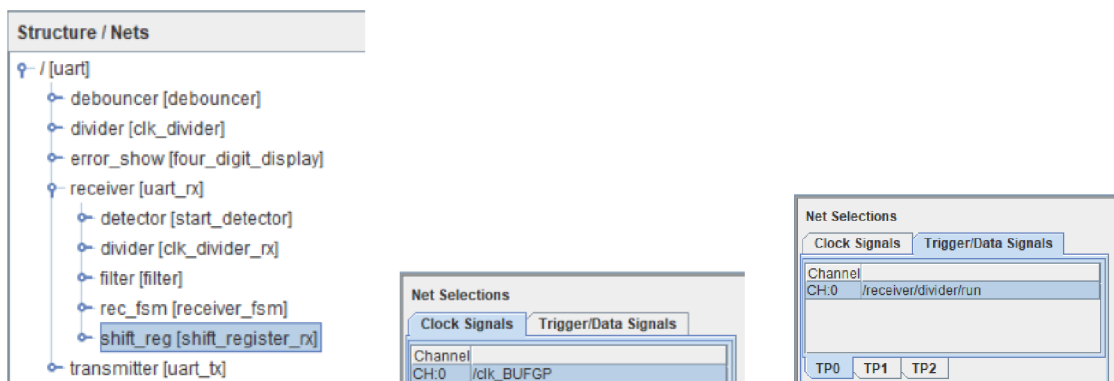 Structure / Nets
/ [uart]
debouncer [debouncer]
divider [clk_divider]
error_show [four_digit_display]
receiver [uart_rx]
detector [start_detector]
divider [clk_divider_rx]
filter [filter]
rec_fsm [receiver_fsm]
shift_reg [shift_register_rx]
transmitter [uart_tx]
Net Selections
Clock Signals Trigger/Data Signals
Channel
CH:0 /clk_BUFGP
Net Selections
Clock Signals Trigger/Data Signals
Channel
CH:0 /receiver/divider/run
TP0 TP1 TP2